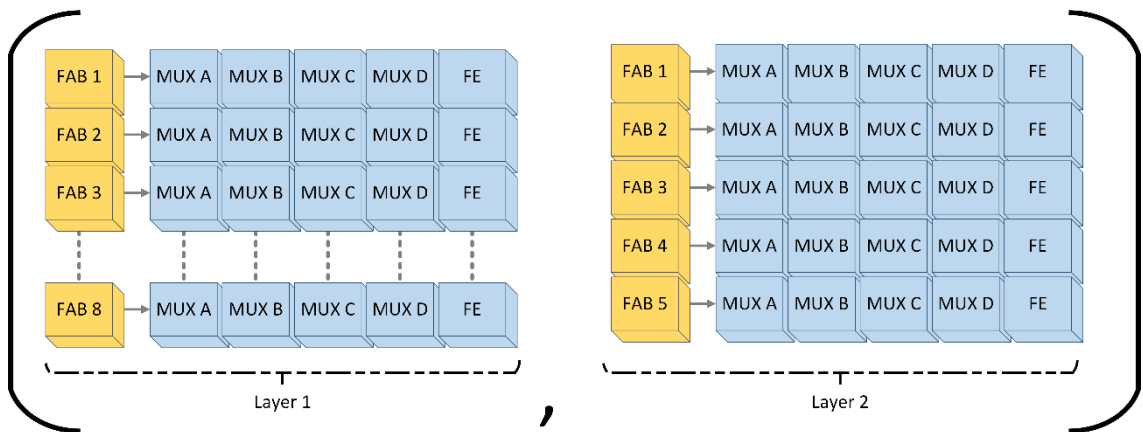 FAB 1 MUX A MUX B MUX C MUX D FE
FAB 2 MUX A MUX B MUX C MUX D FE
FAB 3 MUX A MUX B MUX C MUX D FE
FAB 8 MUX A MUX B MUX C MUX D FE
Layer 1
,
FAB 1 MUX A MUX B MUX C MUX D FE
FAB 2 MUX A MUX B MUX C MUX D FE
FAB 3 MUX A MUX B MUX C MUX D FE
FAB 4 MUX A MUX B MUX C MUX D FE
FAB 5 MUX A MUX B MUX C MUX D FE
Layer 2